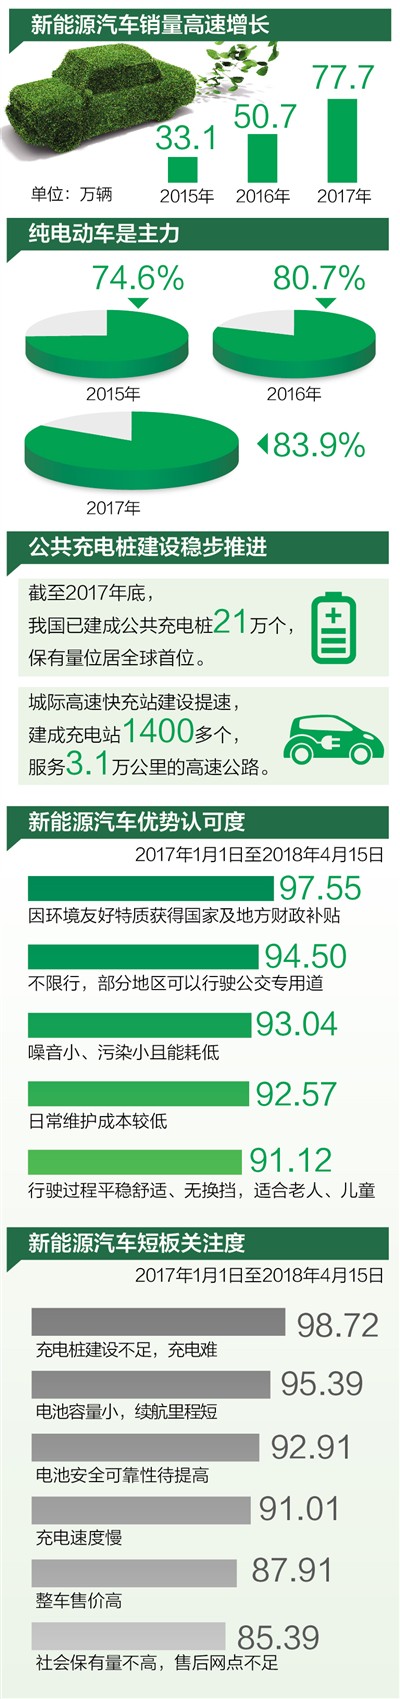 新能源汽车销量高速增长
77.7
50.7
33.1
单位：万辆
2015年
2016年
2017年
纯电动车是主力
74.6%
80.7%
2015年
2016年
83.9%
2017年
公共充电桩建设稳步推进
截至2017年底，
我国已建成公共充电桩21万个，
保有量位居全球首位。
城际高速快充站建设提速，
建成充电站1400多个，
服务3.1万公里的高速公路。
新能源汽车优势认可度
2017年1月1日至2018年4月15日
97.55
因环境友好特质获得国家及地方财政补贴
94.50
不限行，部分地区可以行驶公交专用道
93.04
噪音小、污染小且能耗低
92.57
日常维护成本较低
91.12
行驶过程平稳舒适、无换挡，适合老人、儿童
新能源汽车短板关注度
2017年1月1日至2018年4月15日
98.72
充电桩建设不足，充电难
95.39
电池容量小，续航里程短
92.91
电池安全可靠性待提高
91.01
充电速度慢
87.91
整车售价高
85.39
社会保有量不高，售后网点不足